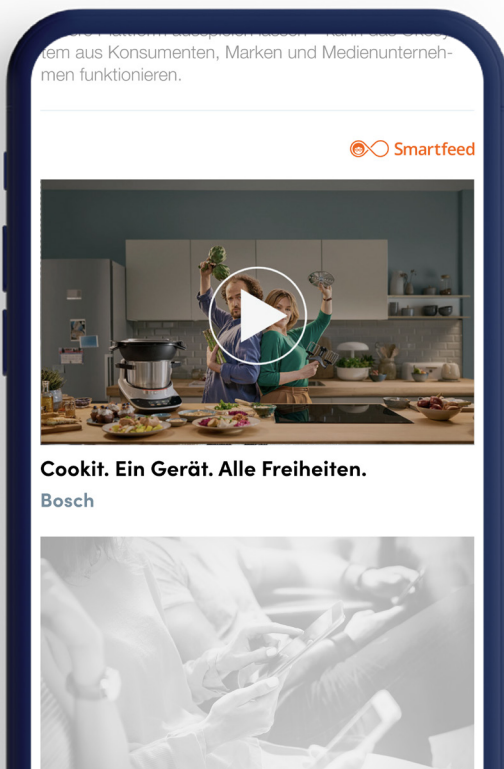 tem aus Konsumenten, Marken und Medienunterneh-
men funktionieren.
Smartfeed
Cookit. Ein Gerät. Alle Freiheiten.
Bosch